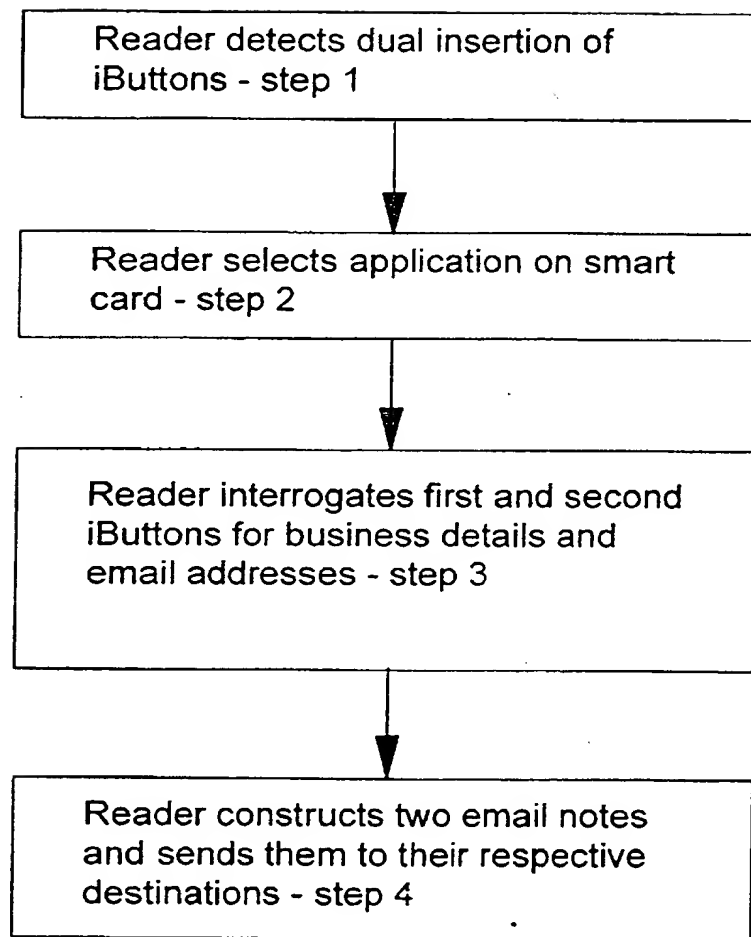 Reader detects dual insertion of
iButtons - step 1
Reader selects application on smart
card - step 2
Reader interrogates first and second
iButtons for business details and
email addresses - step 3
Reader constructs two email notes
and sends them to their respective
destinations - step 4